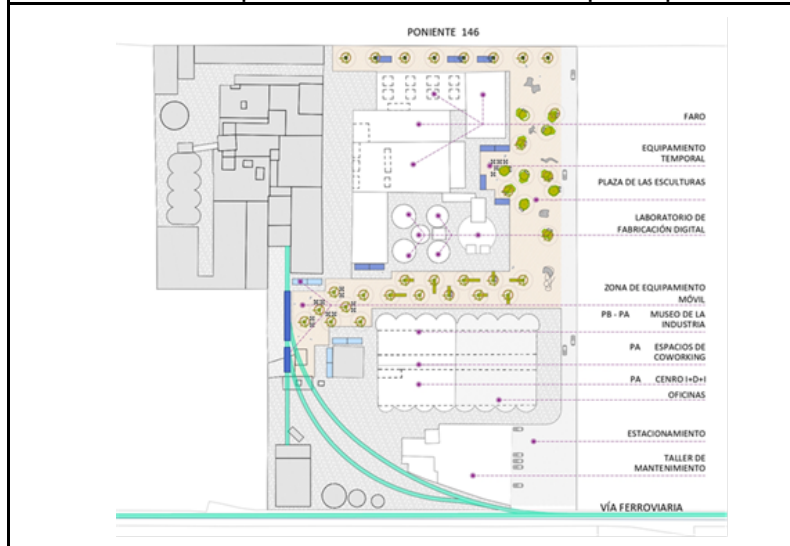 PONIENTE 146
FARO
EQUIPAMIENTO
TEMPORAL
PLAZA DE LAS ESCULTURAS
LABORATORIO DE
FABRICACIÓN DIGITAL
ZONA DE EQUIPAMIENTO
MÓVIL
PB - PA MUSEO DE LA
INDUSTRIA
PA ESPACIOS DE
COWORKING
PA CENRO I+D+I
OFICINAS
ESTACIONAMIENTO
TALLER DE
MANTENIMIENTO
VÍA FERROVIARIA